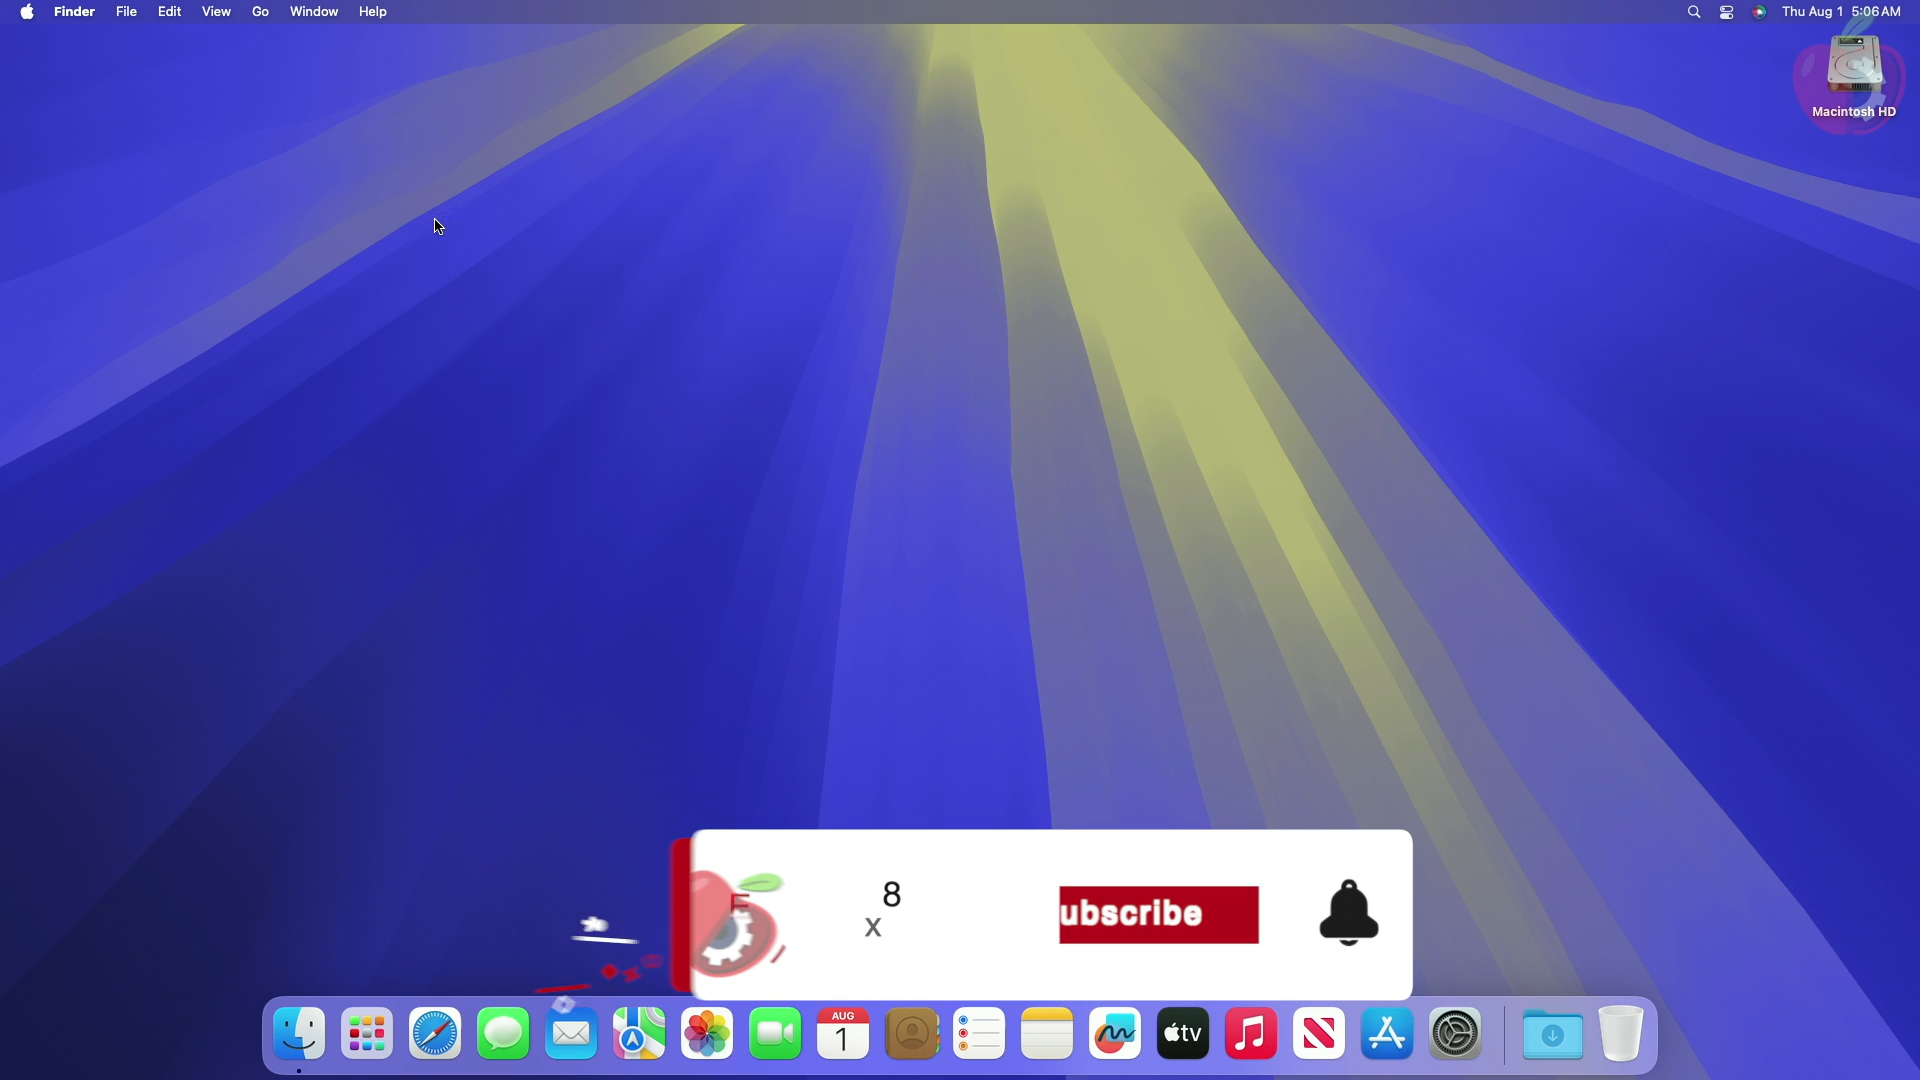 Finder File Edit View Go Window Help Thu Aug 1 5:06 AM
Macintosh HD
8
x
ubscribe
AUG
1
tv